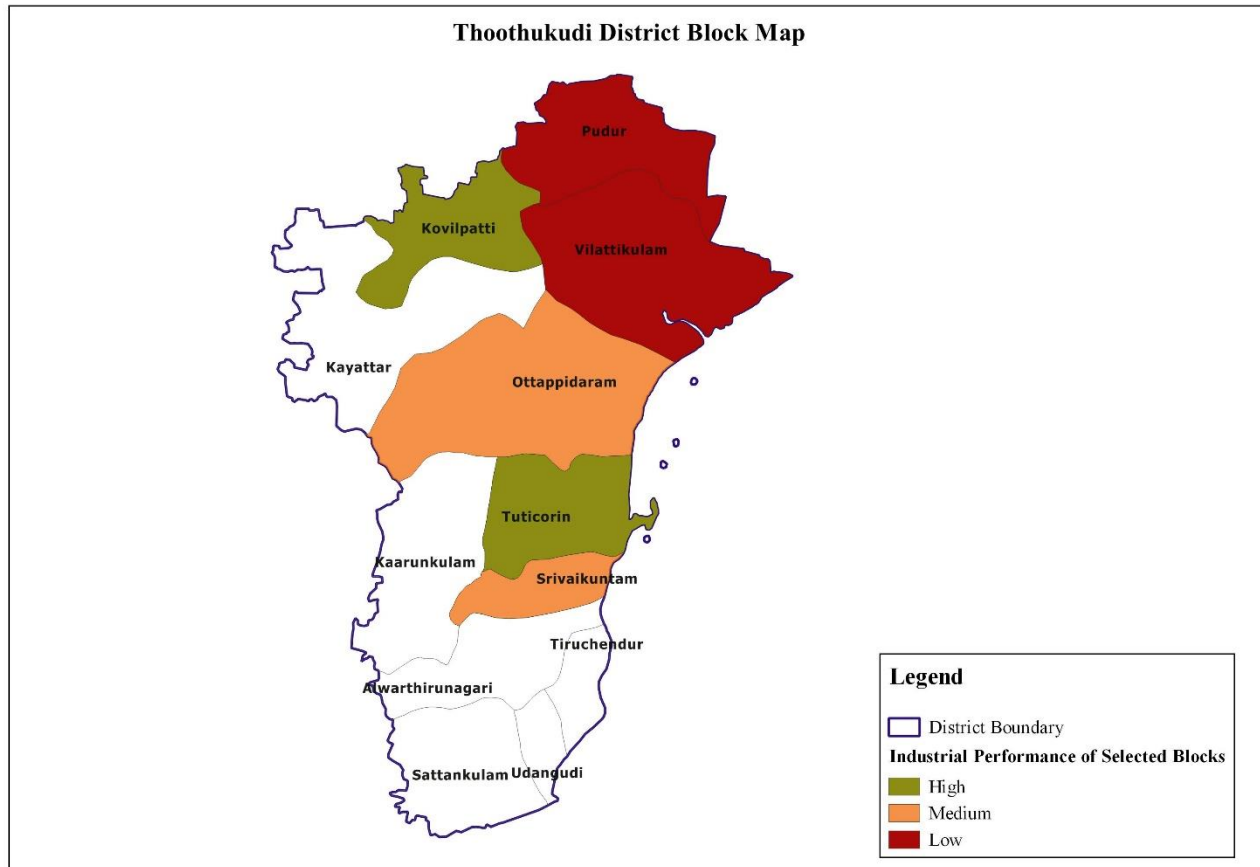 Thoothukudi District Block Map
Pudur
Kovilpatti
Vilattikulam
Kayattar
Ottappidaram
Tuticorin
Kaarunkulam
Srivaikuntam
Tiruchendur
Alwarthirunagari
Sattankulam
Udangudi
Legend
District Boundary
Industrial Performance of Selected Blocks
High
Medium
Low